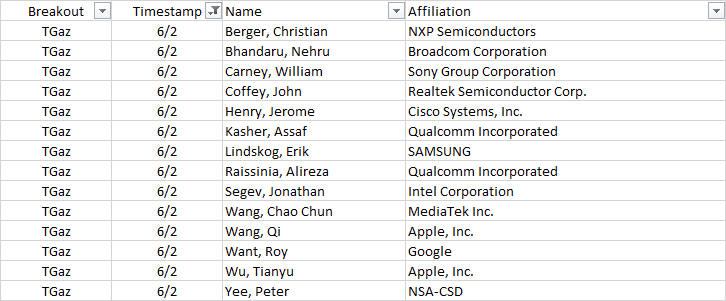 Breakout Timestamp Name Affiliation
TGaz 6/2 Berger, Christian NXP Semiconductors
TGaz 6/2 Bhandaru, Nehru Broadcom Corporation
TGaz 6/2 Carney, William Sony Group Corporation
TGaz 6/2 Coffey, John Realtek Semiconductor Corp.
TGaz 6/2 Henry, Jerome Cisco Systems, Inc.
TGaz 6/2 Kasher, Assaf Qualcomm Incorporated
TGaz 6/2 Lindskog, Erik SAMSUNG
TGaz 6/2 Raissinia, Alireza Qualcomm Incorporated
TGaz 6/2 Segev, Jonathan Intel Corporation
TGaz 6/2 Wang, Chao Chun MediaTek Inc.
TGaz 6/2 Wang, Qi Apple, Inc.
TGaz 6/2 Want, Roy Google
TGaz 6/2 Wu, Tianyu Apple, Inc.
TGaz 6/2 Yee, Peter NSA-CSD